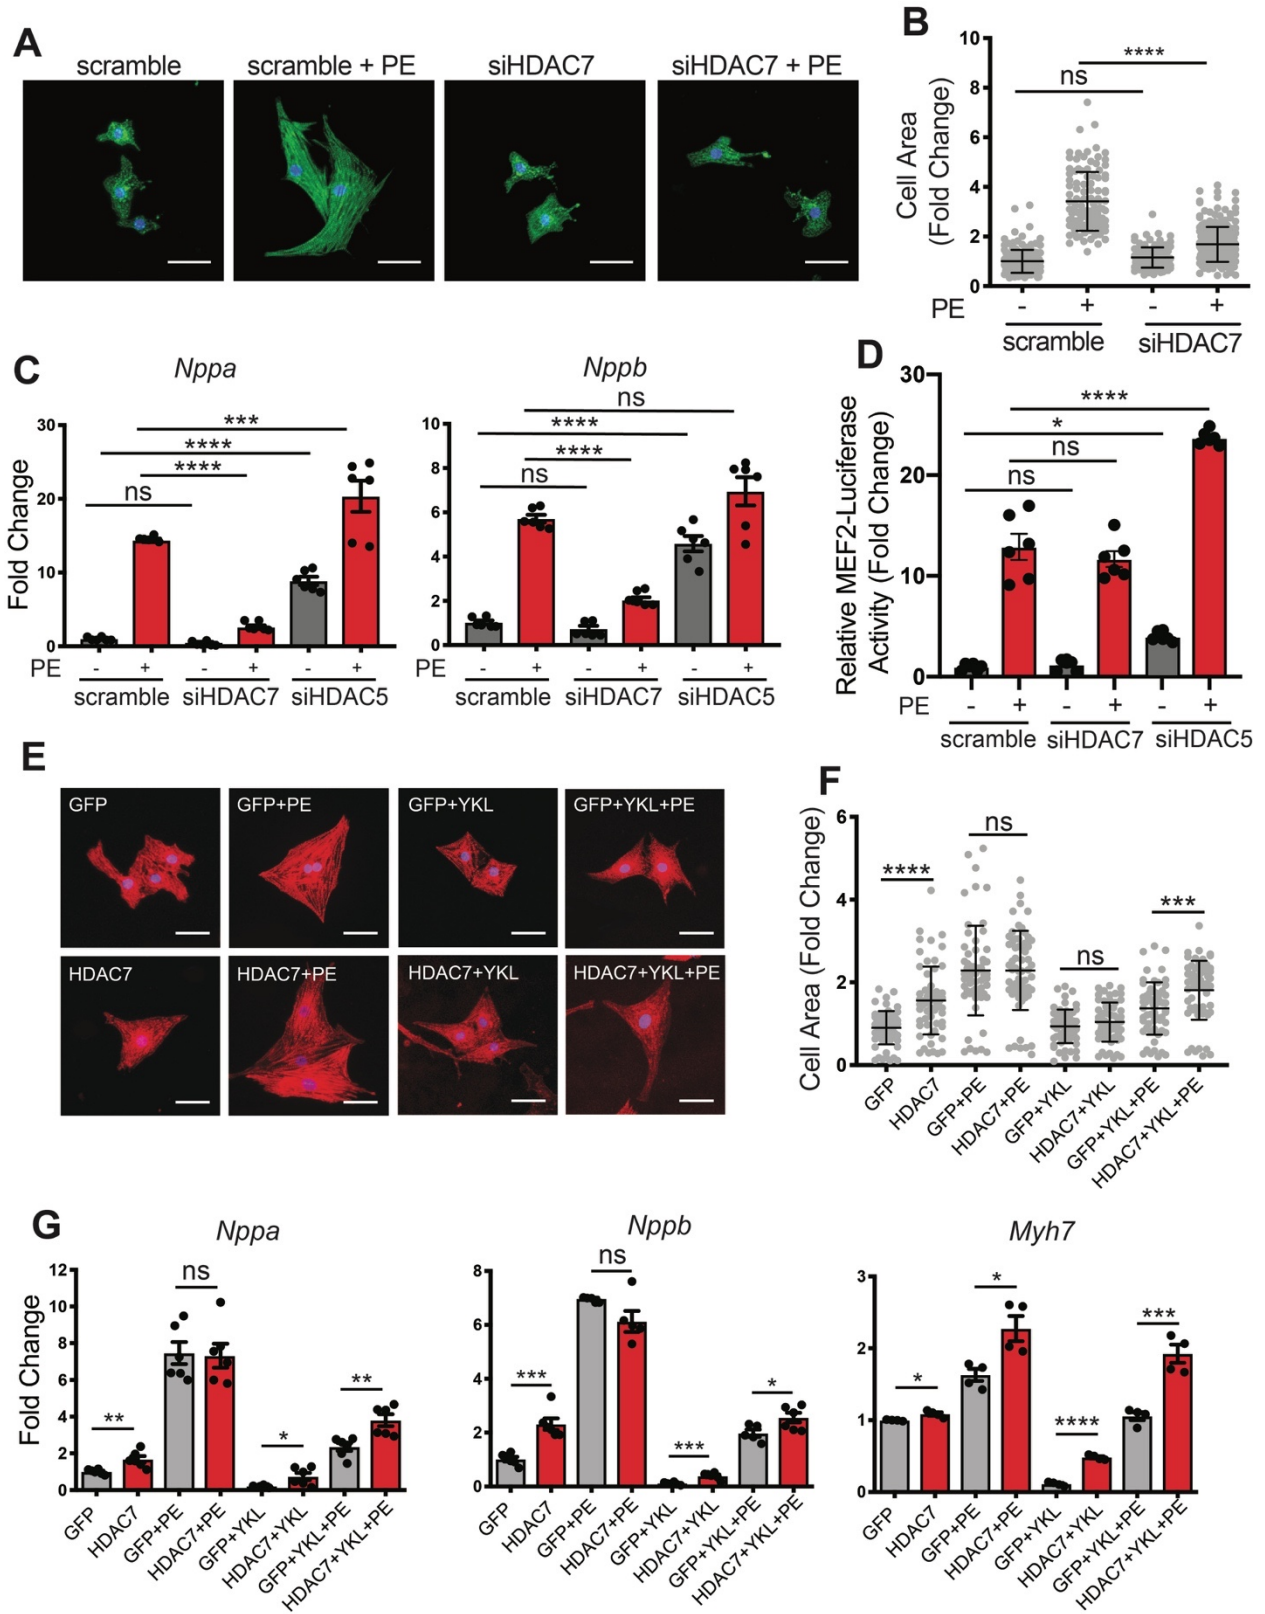 A
scramble
scramble + PE
siHDAC7
siHDAC7 + PE
B
Cell Area
(Fold Change)
10
8
6
4
2
0
ns
****
PE
- + - +
scramble siHDAC7
C
Nppa
Fold Change
30
20
10
0
***
****
****
ns
PE - + - + - +
scramble siHDAC7 siHDAC5
Nppb
10
8
6
4
2
0
ns
****
****
ns
- + - + - +
scramble siHDAC7 siHDAC5
D
Relative MEF2-Luciferase
Activity (Fold Change)
30
20
10
0
****
*
ns
ns
PE - + - + - +
scramble siHDAC7 siHDAC5
E
GFP
GFP+PE
GFP+YKL
GFP+YKL+PE
HDAC7
HDAC7+PE
HDAC7+YKL
HDAC7+YKL+PE
F
Cell Area (Fold Change)
6
4
2
0
****
ns
ns
***
GFP
HDAC7
GFP+PE
HDAC7+PE
GFP+YKL
HDAC7+YKL
GFP+YKL+PE
HDAC7+YKL+PE
G
Nppa
Fold Change
12
10
8
6
4
2
0
**
ns
*
**
GFP
HDAC7
GFP+PE
HDAC7+PE
GFP+YKL
HDAC7+YKL
GFP+YKL+PE
HDAC7+YKL+PE
Nppb
8
6
4
2
0
***
ns
***
*
GFP
HDAC7
GFP+PE
HDAC7+PE
GFP+YKL
HDAC7+YKL
GFP+YKL+PE
HDAC7+YKL+PE
Myh7
3
2
1
0
*
*
****
***
GFP
HDAC7
GFP+PE
HDAC7+PE
GFP+YKL
HDAC7+YKL
GFP+YKL+PE
HDAC7+YKL+PE